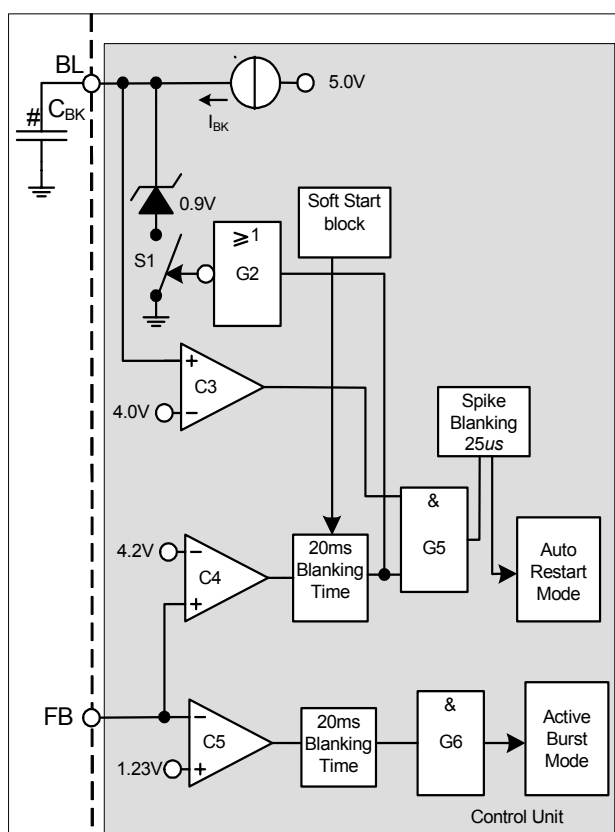 BL
5.0V
# C_BK
I_BK
0.9V
Soft Start
block
S1
≥1
G2
C3
4.0V
Spike
Blanking
25us
&
G5
4.2V
C4
20ms
Blanking
Time
Auto
Restart
Mode
FB
C5
1.23V
20ms
Blanking
Time
&
G6
Active
Burst
Mode
Control Unit